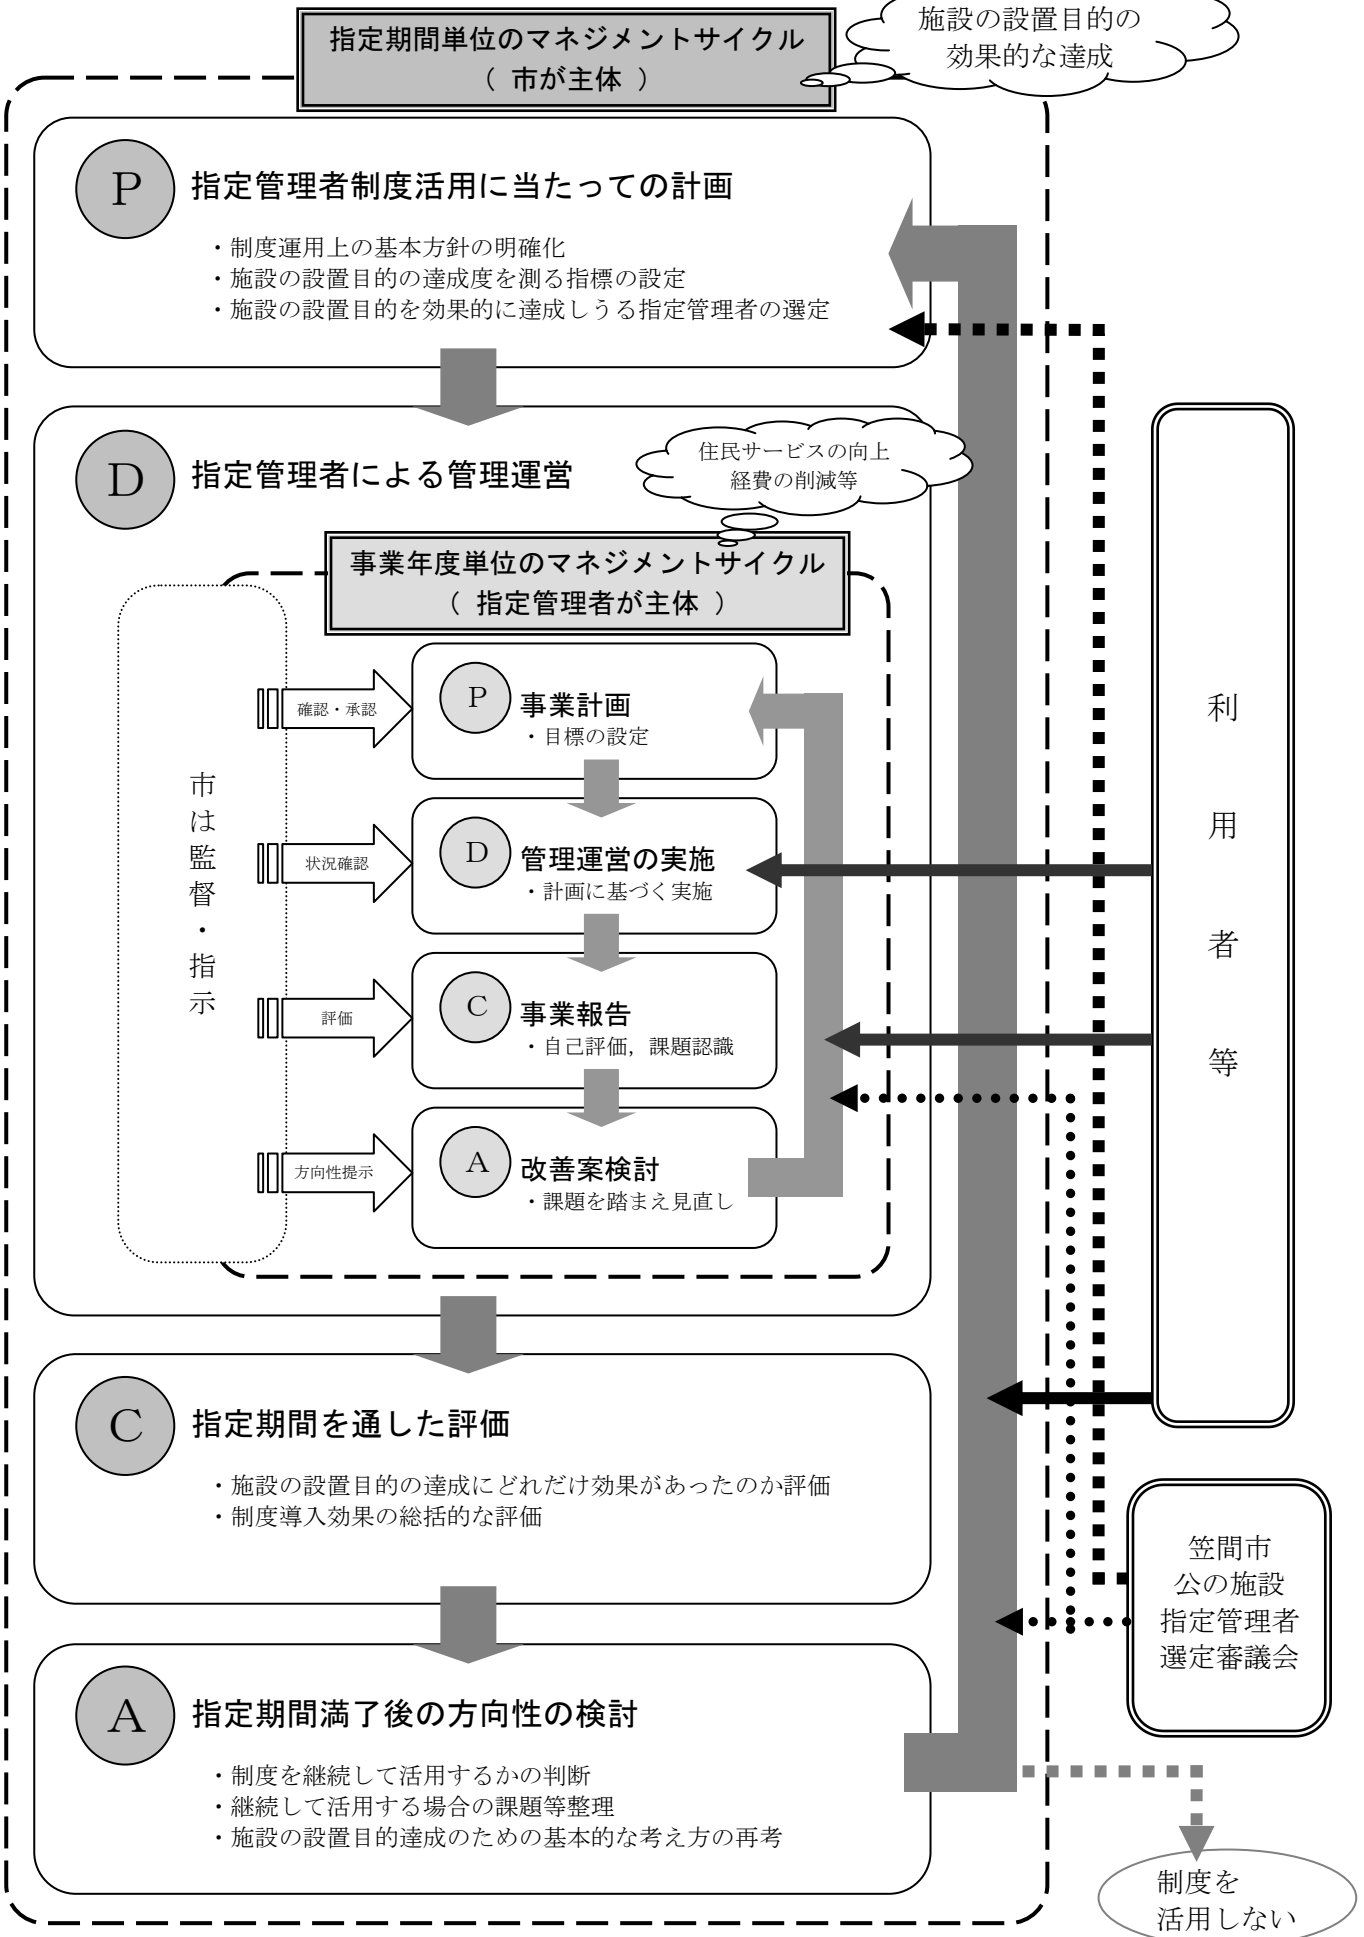 施設の設置目的の
効果的な達成
指定期間単位のマネジメントサイクル
（ 市が主体 ）
P
指定管理者制度活用に当たっての計画
・制度運用上の基本方針の明確化
・施設の設置目的の達成度を測る指標の設定
・施設の設置目的を効果的に達成しうる指定管理者の選定
D
指定管理者による管理運営
住民サービスの向上
経費の削減等
事業年度単位のマネジメントサイクル
（ 指定管理者が主体 ）
市は監督・指示
確認・承認
P
事業計画
・目標の設定
状況確認
D
管理運営の実施
・計画に基づく実施
評価
C
事業報告
・自己評価，課題認識
方向性提示
A
改善案検討
・課題を踏まえ見直し
利用者等
C
指定期間を通した評価
・施設の設置目的の達成にどれだけ効果があったのか評価
・制度導入効果の総括的な評価
笠間市
公の施設
指定管理者
選定審議会
A
指定期間満了後の方向性の検討
・制度を継続して活用するかの判断
・継続して活用する場合の課題等整理
・施設の設置目的達成のための基本的な考え方の再考
制度を
活用しない